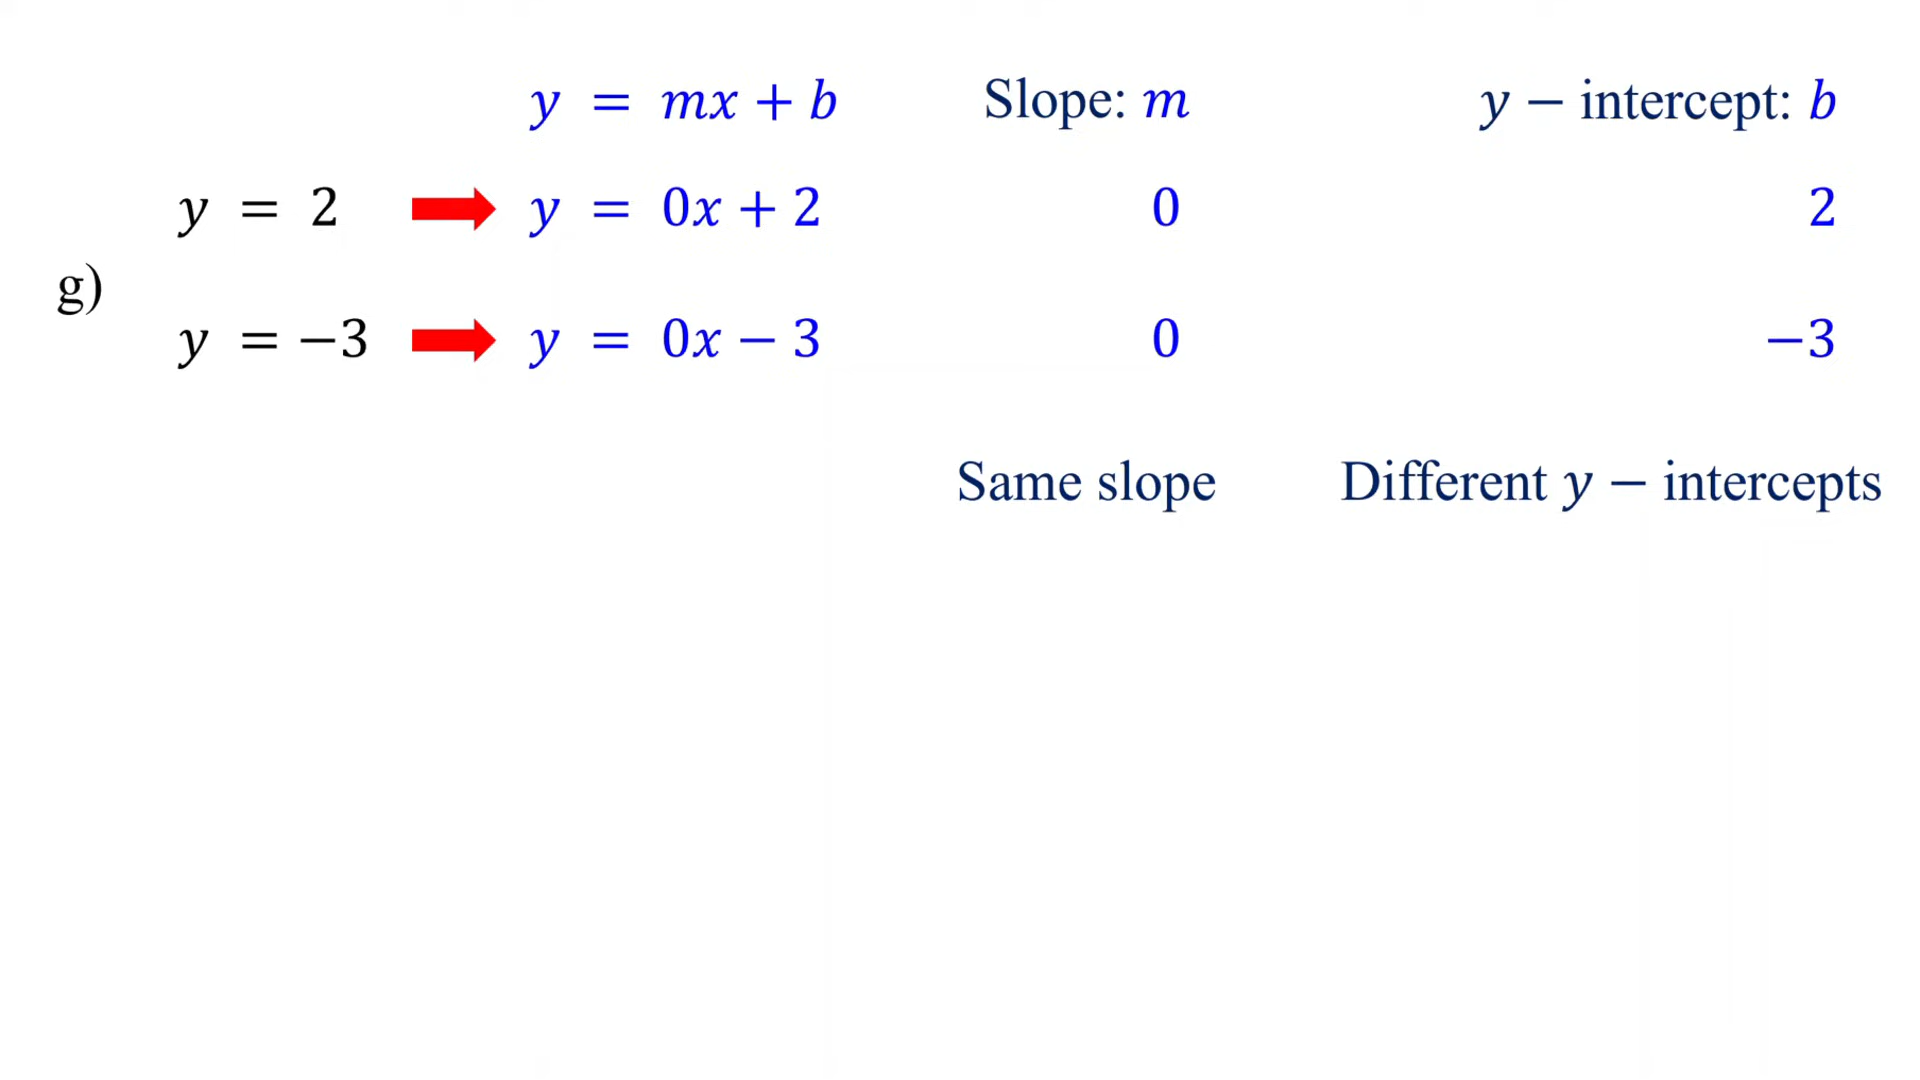 y = mx + b Slope: m y − intercept: b
y = 2 y = 0x + 2 0 2
g)
y = −3 y = 0x − 3 0 −3
Same slope Different y − intercepts